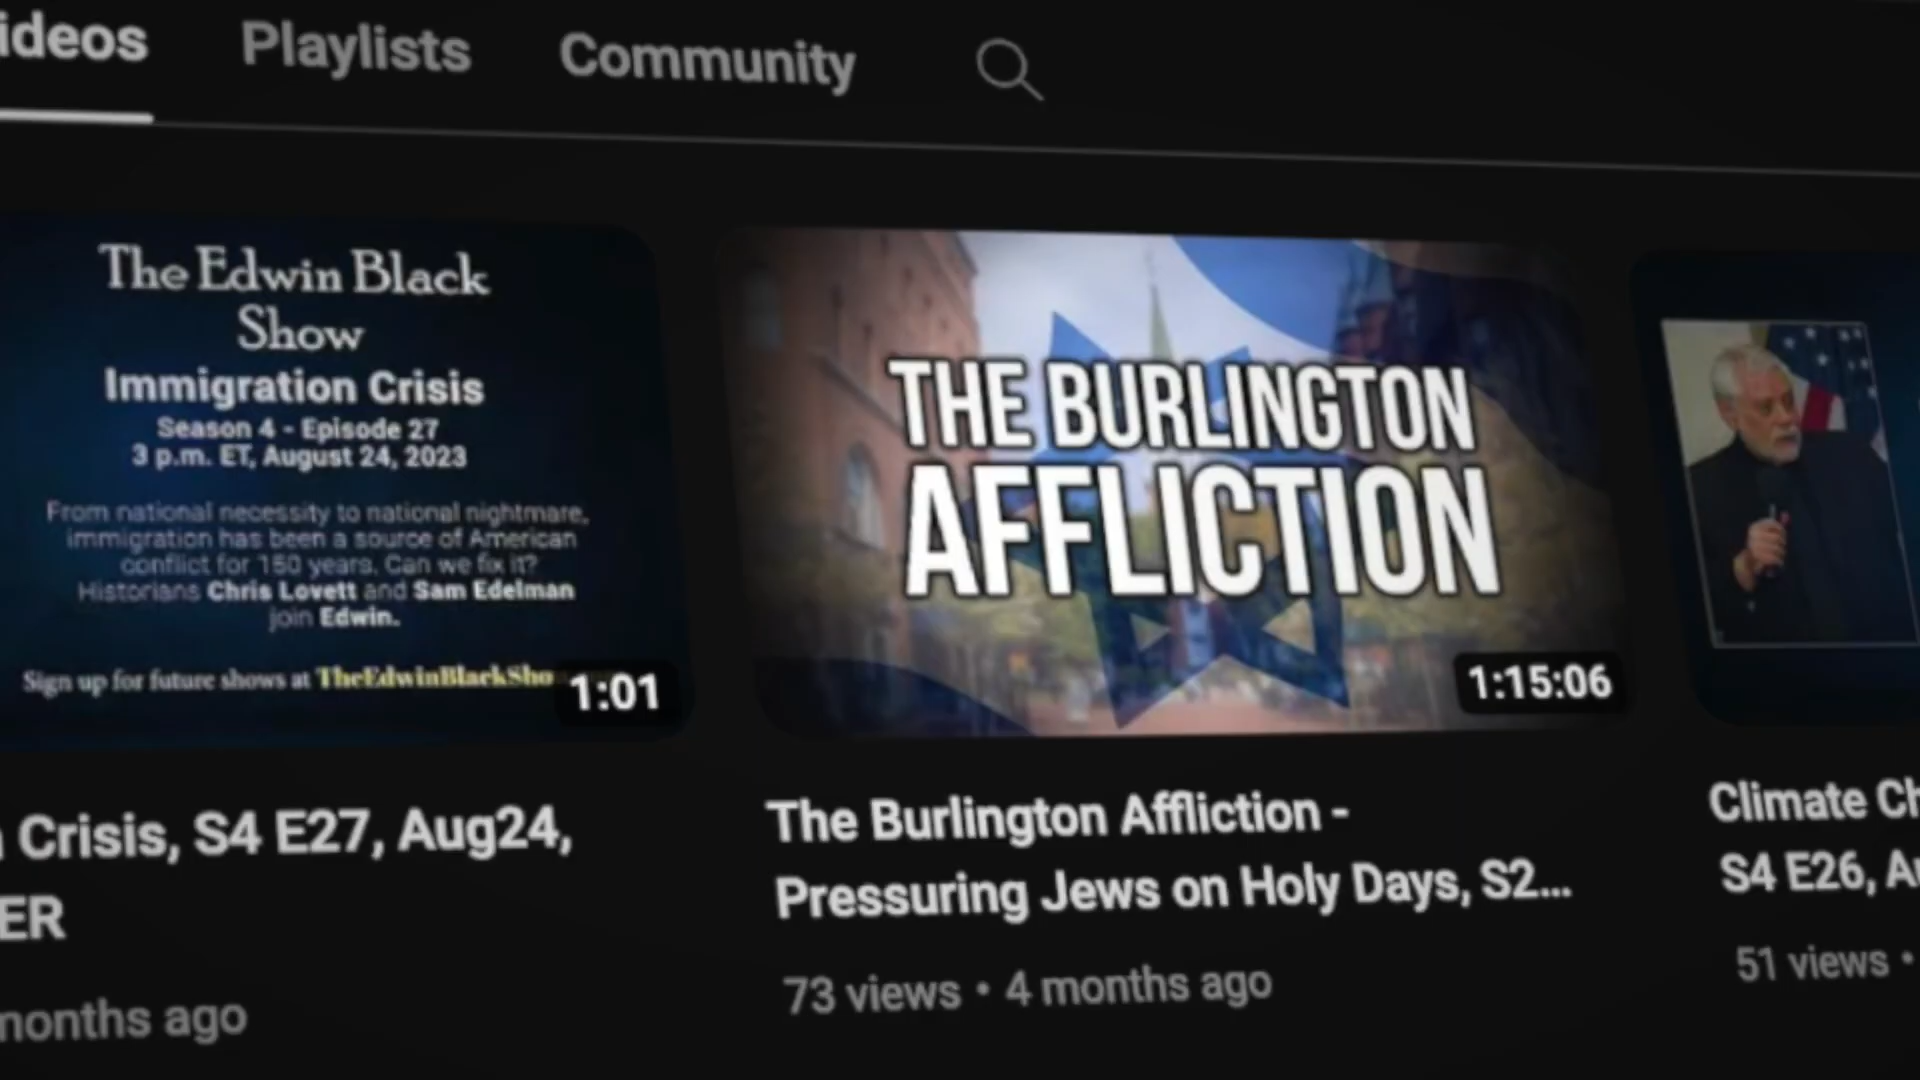 ideos Playlists Community
The Edwin Black
Show
Immigration Crisis
Season 4 - Episode 27
3 p.m. ET, August 24, 2023
From national necessity to national nightmare,
immigration has been a source of American
conflict for 150 years. Can we fix it?
Historians Chris Lovett and Sam Edelman
join Edwin.
Sign up for future shows at TheEdwinBlackSho
1:01
Crisis, S4 E27, Aug24,
ER
months ago
THE BURLINGTON
AFFLICTION
1:15:06
The Burlington Affliction -
Pressuring Jews on Holy Days, S2...
73 views • 4 months ago
Climate Ch
S4 E26, Au
51 views •